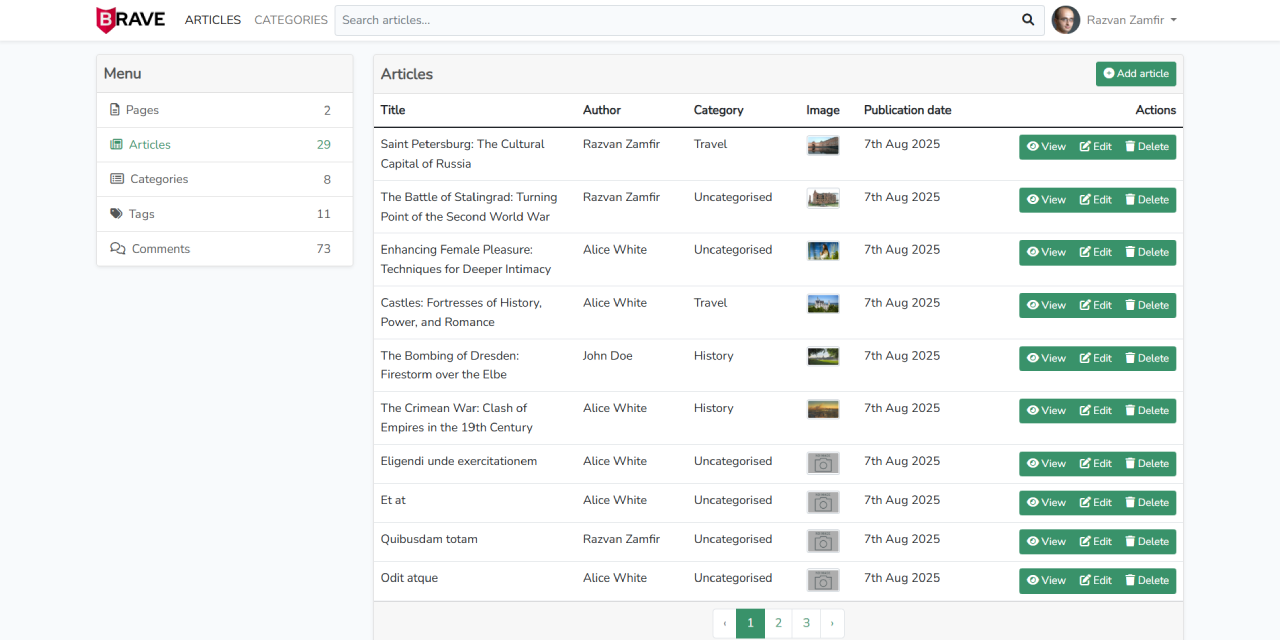 BRAVE ARTICLES CATEGORIES Search articles... Razvan Zamfir
Menu
Pages 2
Articles 29
Categories 8
Tags 11
Comments 73
Articles Add article
Title Author Category Image Publication date Actions
Saint Petersburg: The Cultural Razvan Zamfir Travel 7th Aug 2025 View Edit Delete
Capital of Russia
The Battle of Stalingrad: Turning Razvan Zamfir Uncategorised 7th Aug 2025 View Edit Delete
Point of the Second World War
Enhancing Female Pleasure: Alice White Uncategorised 7th Aug 2025 View Edit Delete
Techniques for Deeper Intimacy
Castles: Fortresses of History, Alice White Travel 7th Aug 2025 View Edit Delete
Power, and Romance
The Bombing of Dresden: John Doe History 7th Aug 2025 View Edit Delete
Firestorm over the Elbe
The Crimean War: Clash of Alice White History 7th Aug 2025 View Edit Delete
Empires in the 19th Century
Eligendi unde exercitationem Alice White Uncategorised 7th Aug 2025 View Edit Delete
Et at Alice White Uncategorised 7th Aug 2025 View Edit Delete
Quibusdam totam Razvan Zamfir Uncategorised 7th Aug 2025 View Edit Delete
Odit atque Alice White Uncategorised 7th Aug 2025 View Edit Delete
‹ 1 2 3 ›